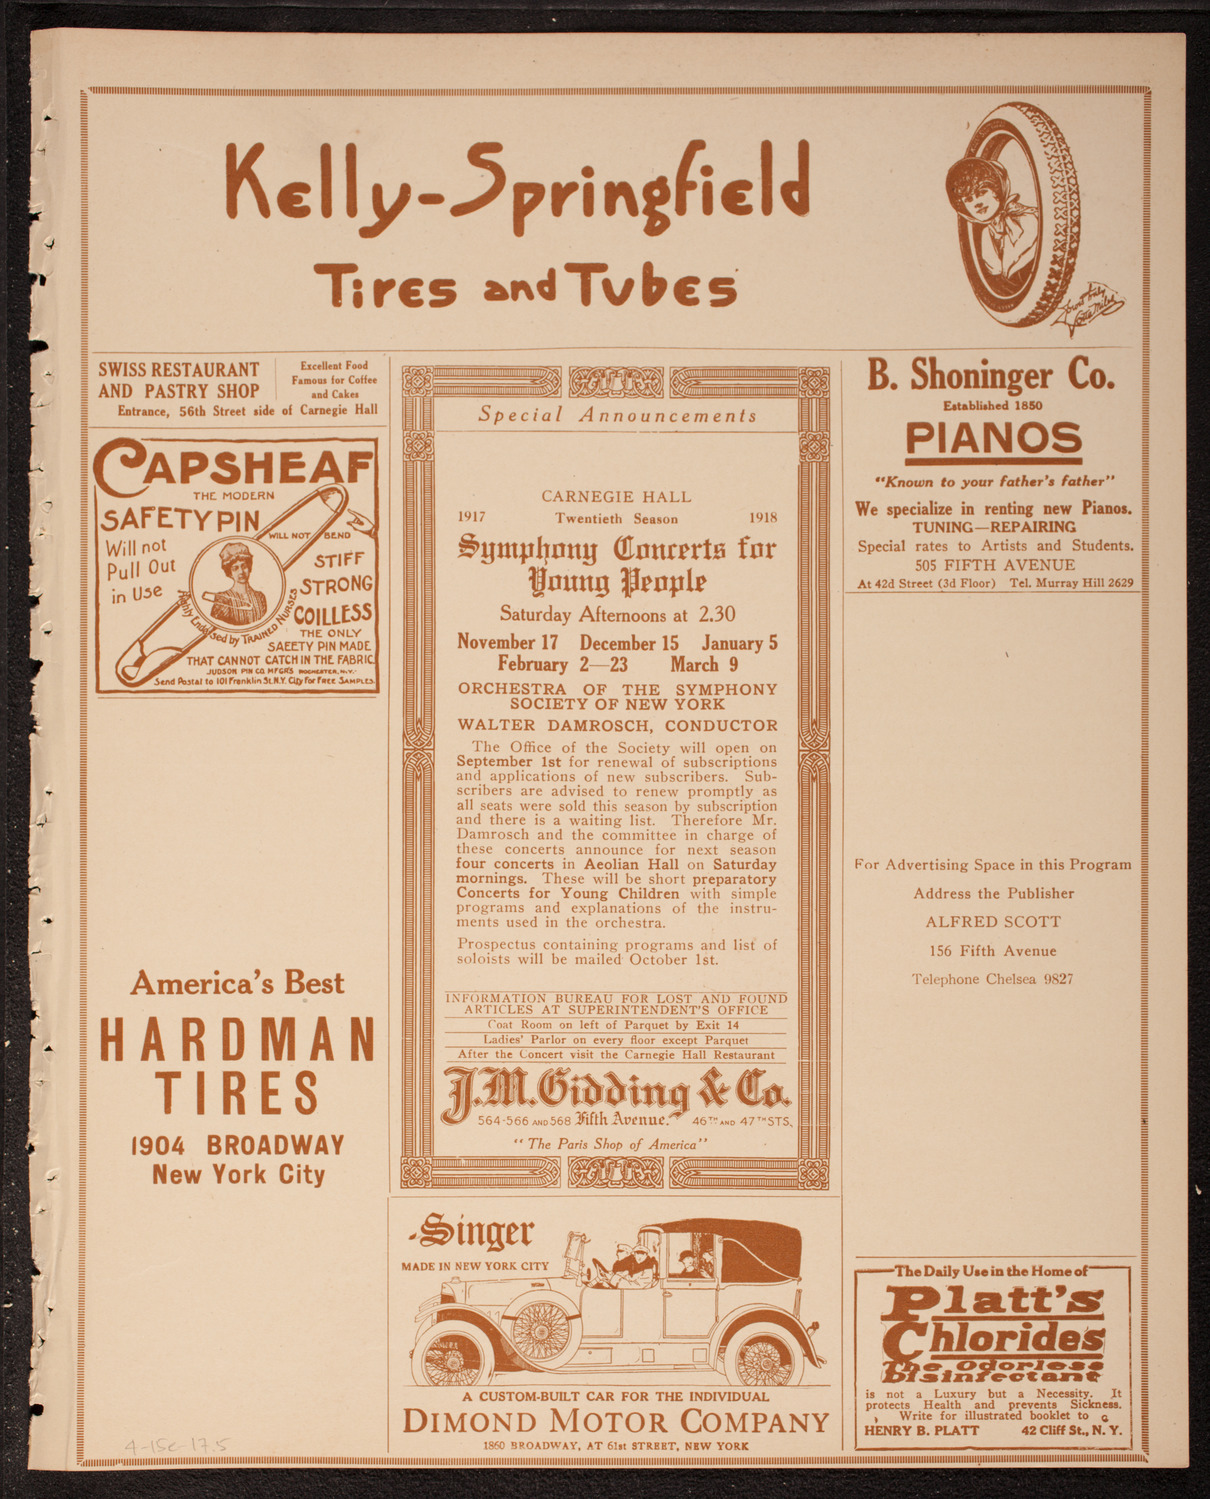 Kelly-Springfield
Tires and Tubes
Lotta Miles
SWISS RESTAURANT
AND PASTRY SHOP
Excellent Food
Famous for Coffee
and Cakes
Entrance, 56th Street side of Carnegie Hall
CAPSHEAF
THE MODERN
SAFETY PIN
WILL NOT BEND
Will not
Pull Out
in Use
STIFF
STRONG
COILLESS
Highly Endorsed by TRAINED NURSES
THE ONLY
SAFETY PIN MADE
THAT CANNOT CATCH IN THE FABRIC.
JUDSON PIN CO. MFGRS ROCHESTER, N.Y.
Send Postal to 101 Franklin St. N.Y. City for FREE SAMPLES.
America's Best
HARDMAN
TIRES
1904 BROADWAY
New York City
Special Announcements
CARNEGIE HALL
1917 Twentieth Season 1918
Symphony Concerts for
Young People
Saturday Afternoons at 2.30
November 17 December 15 January 5
February 2—23 March 9
ORCHESTRA OF THE SYMPHONY
SOCIETY OF NEW YORK
WALTER DAMROSCH, CONDUCTOR
The Office of the Society will open on
September 1st for renewal of subscriptions
and applications of new subscribers. Sub-
scribers are advised to renew promptly as
all seats were sold this season by subscription
and there is a waiting list. Therefore Mr.
Damrosch and the committee in charge of
these concerts announce for next season
four concerts in Aeolian Hall on Saturday
mornings. These will be short preparatory
Concerts for Young Children with simple
programs and explanations of the instru-
ments used in the orchestra.
Prospectus containing programs and list of
soloists will be mailed October 1st.
INFORMATION BUREAU FOR LOST AND FOUND
ARTICLES AT SUPERINTENDENT'S OFFICE
Coat Room on left of Parquet by Exit 14
Ladies' Parlor on every floor except Parquet
After the Concert visit the Carnegie Hall Restaurant
J.M. Gidding & Co.
564-566 AND 568 Fifth Avenue. 46TH AND 47TH STS.
"The Paris Shop of America"
Singer
MADE IN NEW YORK CITY
A CUSTOM-BUILT CAR FOR THE INDIVIDUAL
DIMOND MOTOR COMPANY
1860 BROADWAY, AT 61st STREET, NEW YORK
B. Shoninger Co.
Established 1850
PIANOS
"Known to your father's father"
We specialize in renting new Pianos.
TUNING—REPAIRING
Special rates to Artists and Students.
505 FIFTH AVENUE
At 42d Street (3d Floor) Tel. Murray Hill 2629
For Advertising Space in this Program
Address the Publisher
ALFRED SCOTT
156 Fifth Avenue
Telephone Chelsea 9827
The Daily Use in the Home of
Platt's
Chlorides
The Odorless
Disinfectant
is not a Luxury but a Necessity. It
protects Health and prevents Sickness.
Write for illustrated booklet to
HENRY B. PLATT 42 Cliff St., N. Y.
4-15c-17.5